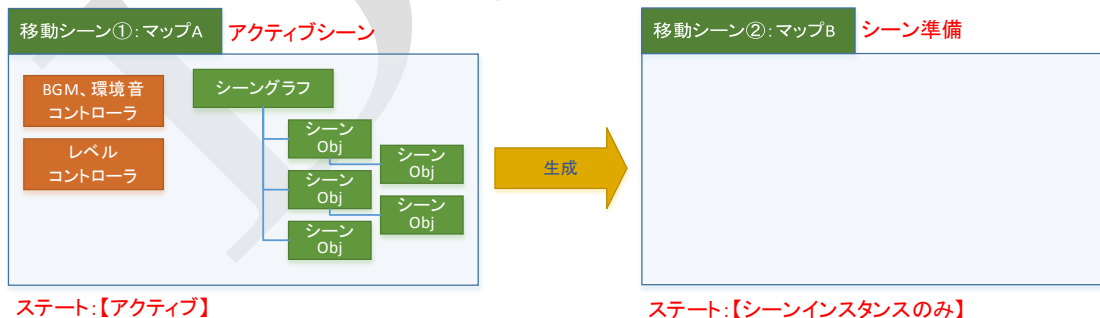 移動シーン①：マップA
アクティブシーン
BGM、環境音
コントローラ
レベル
コントローラ
シーングラフ
シーン
Obj
シーン
Obj
シーン
Obj
シーン
Obj
シーン
Obj
ステート：【アクティブ】
生成
移動シーン②：マップB
シーン準備
ステート：【シーンインスタンスのみ】